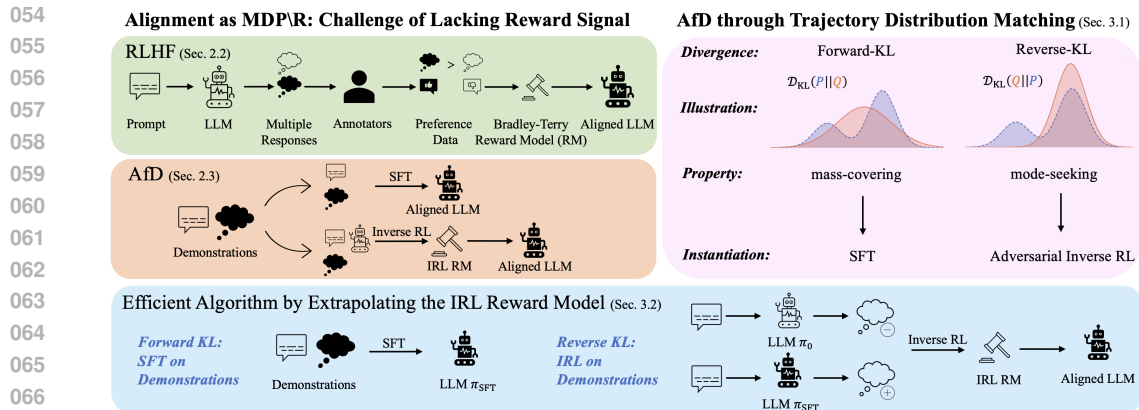 054
055
056
057
058
059
060
061
062
063
064
065
066
Alignment as MDP\R: Challenge of Lacking Reward Signal
RLHF (Sec. 2.2)
>
Prompt
LLM
Multiple
Responses
Annotators
Preference
Data
Bradley-Terry
Reward Model (RM)
Aligned LLM
AfD (Sec. 2.3)
Demonstrations
SFT
Aligned LLM
Inverse RL
IRL RM
Aligned LLM
AfD through Trajectory Distribution Matching (Sec. 3.1)
Divergence:
Forward-KL
Reverse-KL
Illustration:
D_KL(P||Q)
D_KL(Q||P)
Property:
mass-covering
mode-seeking
Instantiation:
SFT
Adversarial Inverse RL
Efficient Algorithm by Extrapolating the IRL Reward Model (Sec. 3.2)
Forward KL:
SFT on
Demonstrations
Demonstrations
SFT
LLM π_SFT
Reverse KL:
IRL on
Demonstrations
LLM π_0
−
LLM π_SFT
+
Inverse RL
IRL RM
Aligned LLM